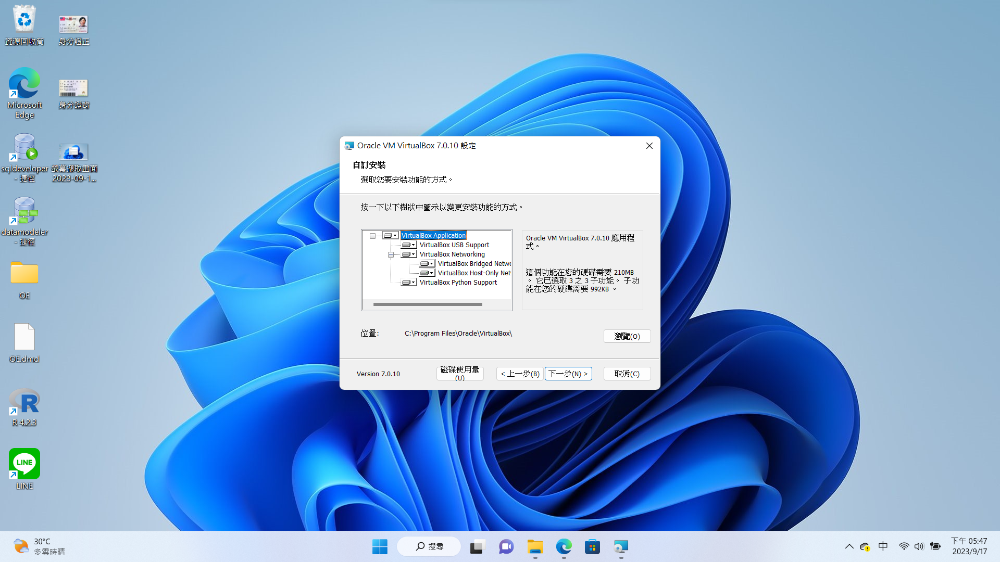 資源回收筒
身分證正
Microsoft
Edge
身分證背
sqldeveloper
- 捷徑
螢幕擷取畫面
2023-09-1...
datamodeler
- 捷徑
OE
OE.dmd
R 4.2.3
LINE
LINE
Oracle VM VirtualBox 7.0.10 設定
自訂安裝
選取您要安裝功能的方式。
按一下以下樹狀中圖示以變更安裝功能的方式。
VirtualBox Application
VirtualBox USB Support
VirtualBox Networking
VirtualBox Bridged Netwo
VirtualBox Host-Only Net
VirtualBox Python Support
Oracle VM VirtualBox 7.0.10 應用程
式。
這個功能在您的硬碟需要 210MB
。 它已選取 3 之 3 子功能。 子功
能在您的硬碟需要 992KB 。
位置:
C:\Program Files\Oracle\VirtualBox\
瀏覽(O)
Version 7.0.10
磁碟使用量
(U)
< 上一步(B)
下一步(N) >
取消(C)
30°C
多雲時晴
搜尋
中
下午 05:47
2023/9/17